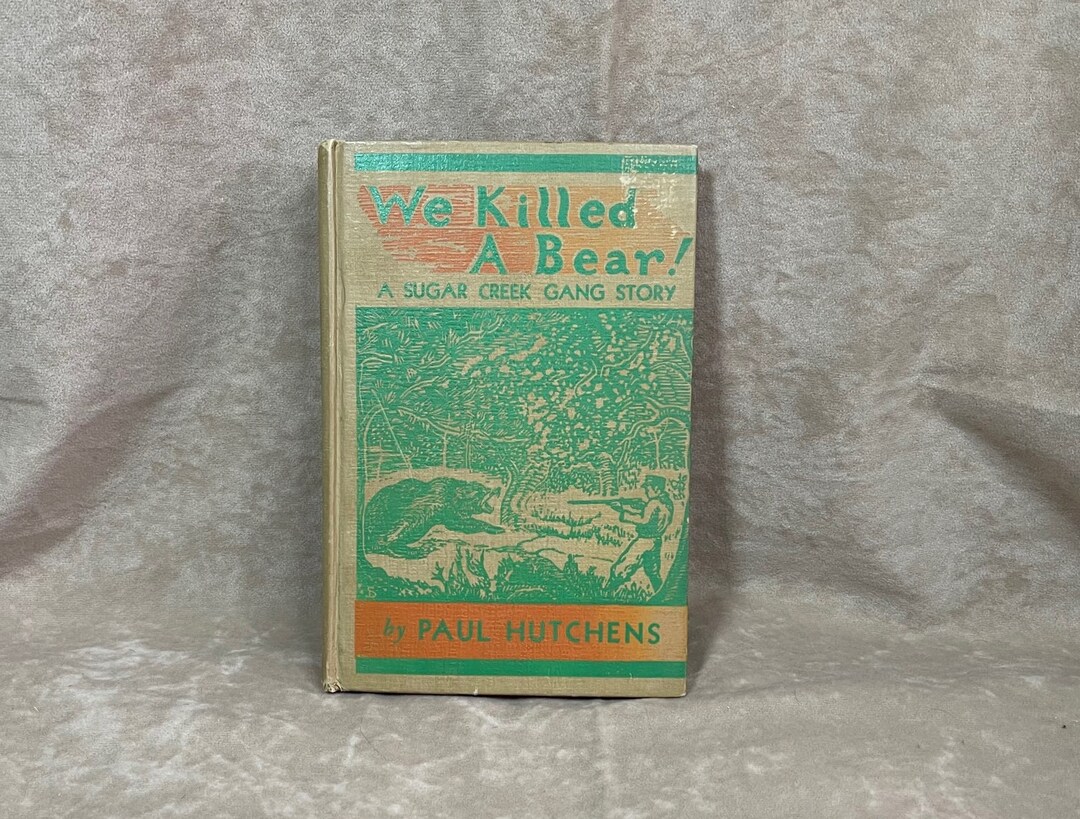 We Killed
A Bear!
A SUGAR CREEK GANG STORY
by PAUL HUTCHENS